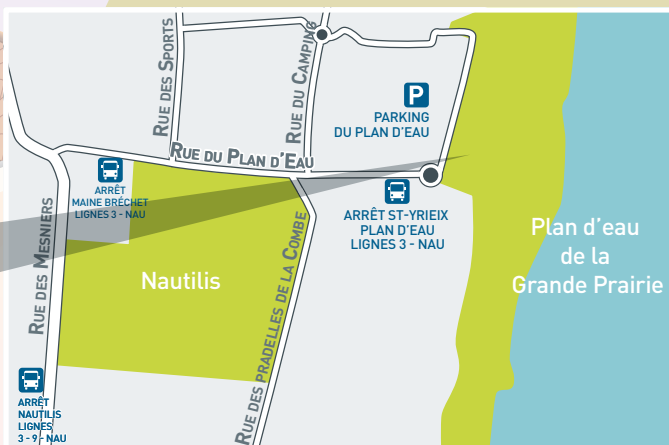 RUE DES SPORTS
RUE DU CAMPING
P
PARKING
DU PLAN D'EAU
RUE DU PLAN D'EAU
ARRÊT
MAINE BRÉCHET
LIGNES 3 - NAU
ARRÊT ST-YRIEIX
PLAN D'EAU
LIGNES 3 - NAU
RUE DES MESNIERS
Nautilis
RUE DES PRADELLES DE LA COMBE
Plan d'eau
de la
Grande Prairie
ARRÊT
NAUTILIS
LIGNES
3 - 9 - NAU